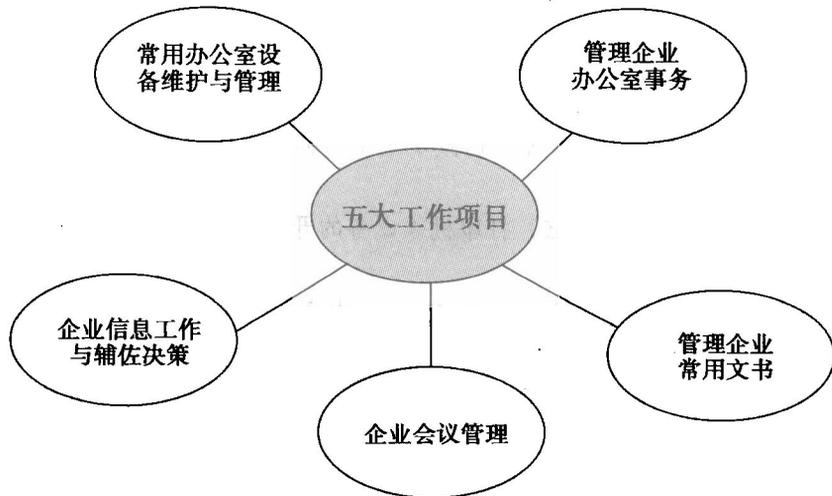 常用办公室设
备维护与管理
管理企业
办公室事务
五大工作项目
企业信息工作
与辅佐决策
管理企业
常用文书
企业会议管理